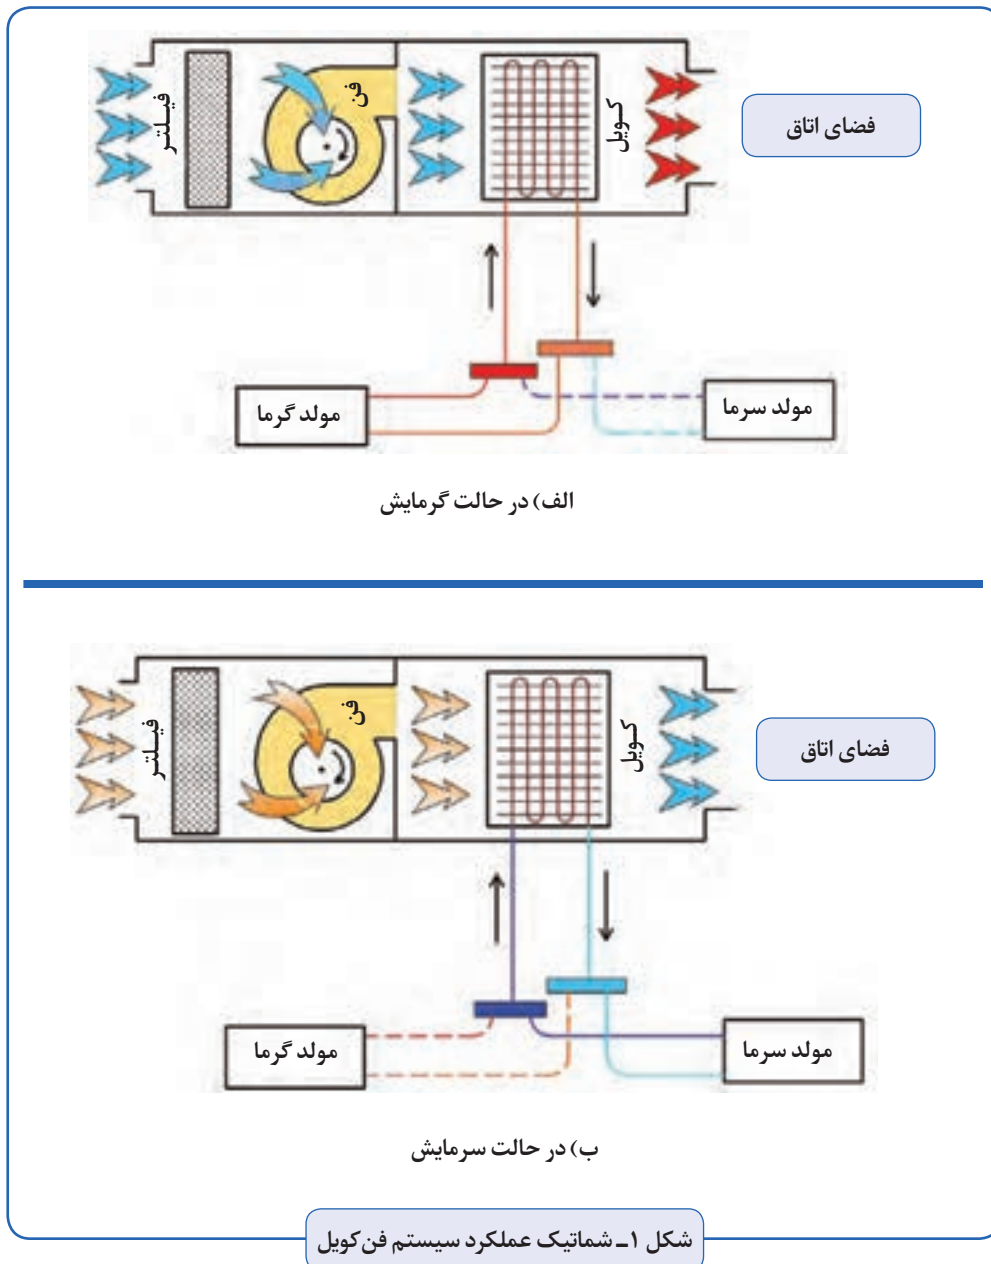 فیلتر
فن
کویل
فضای اتاق
مولد گرما
مولد سرما
الف) در حالت گرمایش
فیلتر
فن
کویل
فضای اتاق
مولد گرما
مولد سرما
ب) در حالت سرمایش
شکل ۱ـ شماتیک عملکرد سیستم فن‌کویل